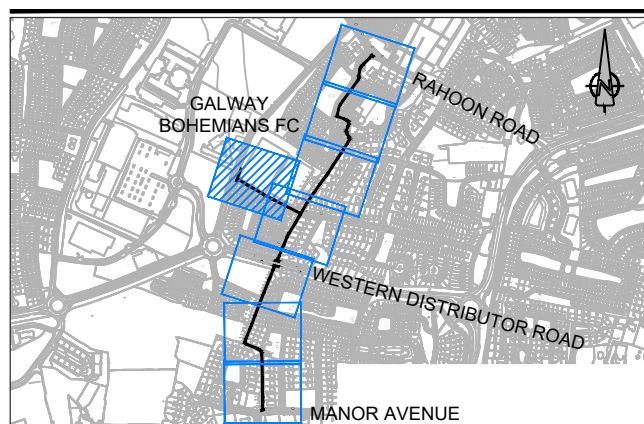 GALWAY
BOHEMIANS FC
RAHOON ROAD
N
WESTERN DISTRIBUTOR ROAD
MANOR AVENUE